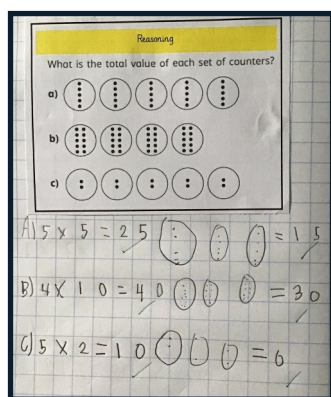 Reasoning
What is the total value of each set of counters?
a)
b)
c)
A) 5 x 5 = 25 = 15
B) 4 x 10 = 40 = 30
C) 5 x 2 = 10 = 6